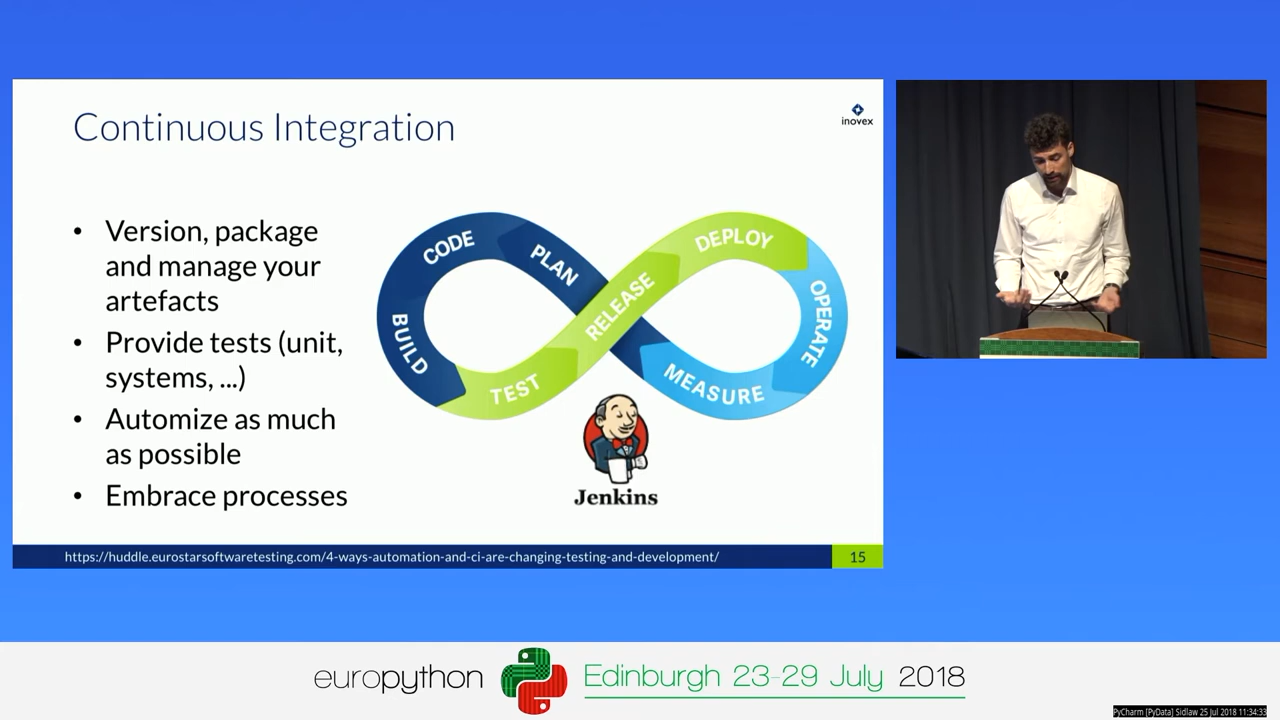 Continuous Integration
inovex
• Version, package
and manage your
artefacts
• Provide tests (unit,
systems, ...)
• Automize as much
as possible
• Embrace processes
CODE
PLAN
BUILD
TEST
RELEASE
DEPLOY
OPERATE
MEASURE
Jenkins
https://huddle.eurostarsoftwaretesting.com/4-ways-automation-and-ci-are-changing-testing-and-development/
15
europython
Edinburgh 23-29 July 2018
PyCharm [PyData] Sidlaw 25 Jul 2018 11:34:33